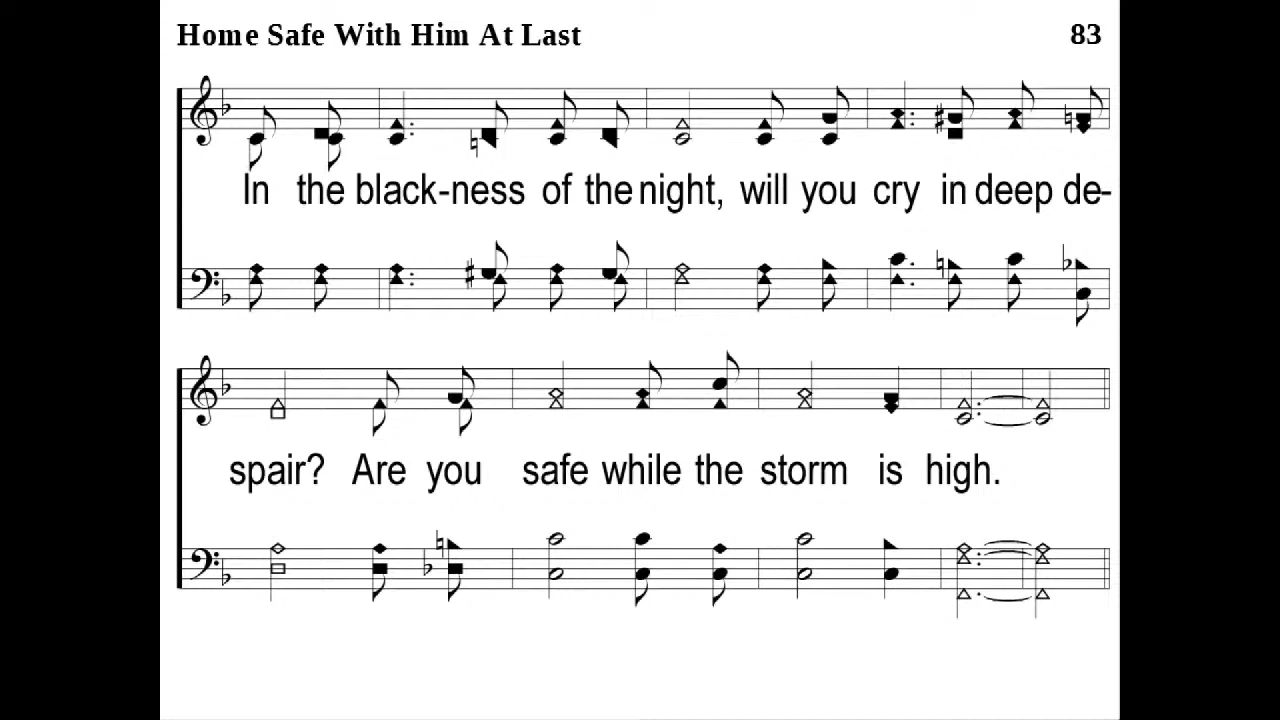 Home Safe With Him At Last 83
In the black-ness of the night, will you cry in deep de-
spair? Are you safe while the storm is high.